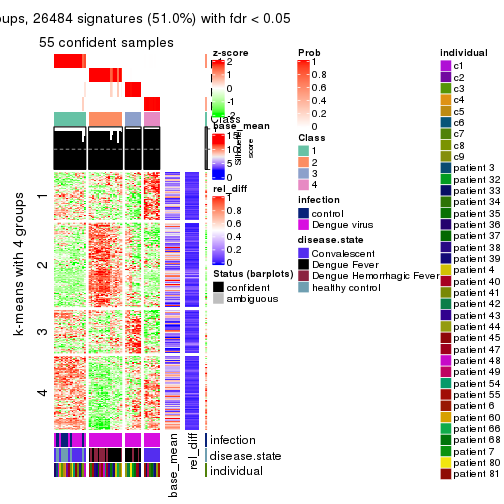 oups, 26484 signatures (51.0%) with fdr < 0.05
55 confident samples
k-means with 4 groups
1
2
3
4
z-score
2
1
0
-1
-2
Class
base_mean
15
10
5
0
Silhouette
score
rel_diff
1
0.8
0.6
0.4
0.2
0
Status (barplots)
confident
ambiguous
Prob
1
0.8
0.6
0.4
0.2
0
Class
1
2
3
4
infection
control
Dengue virus
disease.state
Convalescent
Dengue Fever
Dengue Hemorrhagic Fever
healthy control
individual
c1
c2
c3
c4
c5
c6
c7
c8
c9
patient 3
patient 32
patient 33
patient 34
patient 35
patient 36
patient 37
patient 38
patient 39
patient 4
patient 40
patient 41
patient 42
patient 43
patient 44
patient 45
patient 47
patient 48
patient 49
patient 54
patient 55
patient 6
patient 60
patient 66
patient 68
patient 7
patient 80
patient 81
infection
disease.state
individual
base_mean
rel_diff